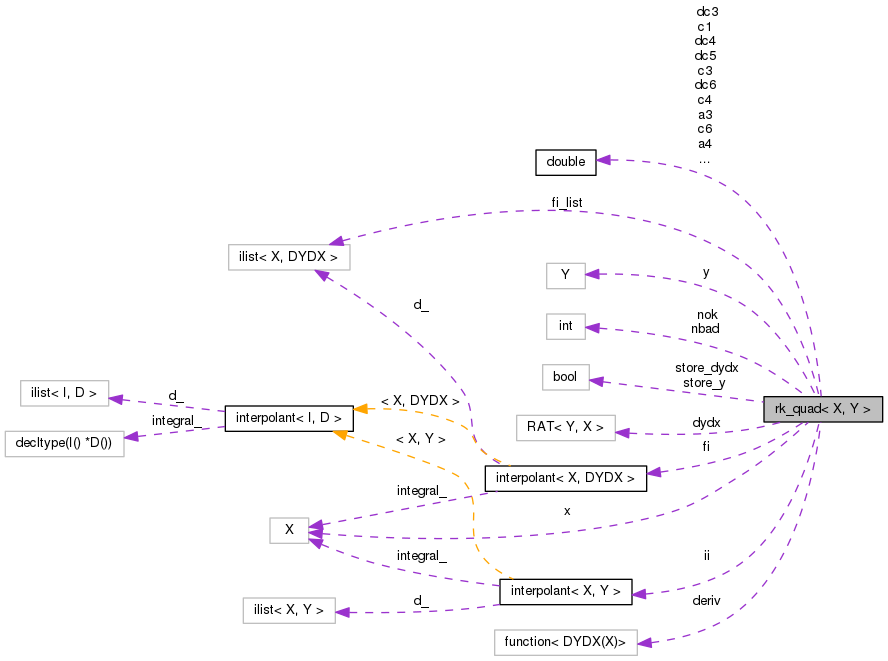 dc3
c1
dc4
dc5
c3
dc6
c4
a3
c6
a4
...
double
fi_list
ilist< X, DYDX >
Y
y
d_
int
nok
nbad
bool
store_dydx
store_y
ilist< I, D >
d_
< X, DYDX >
rk_quad< X, Y >
interpolant< I, D >
integral_
RAT< Y, X >
dydx
decltype(I() *D())
< X, Y >
fi
interpolant< X, DYDX >
integral_
x
X
integral_
ii
interpolant< X, Y >
d_
deriv
ilist< X, Y >
function< DYDX(X)>